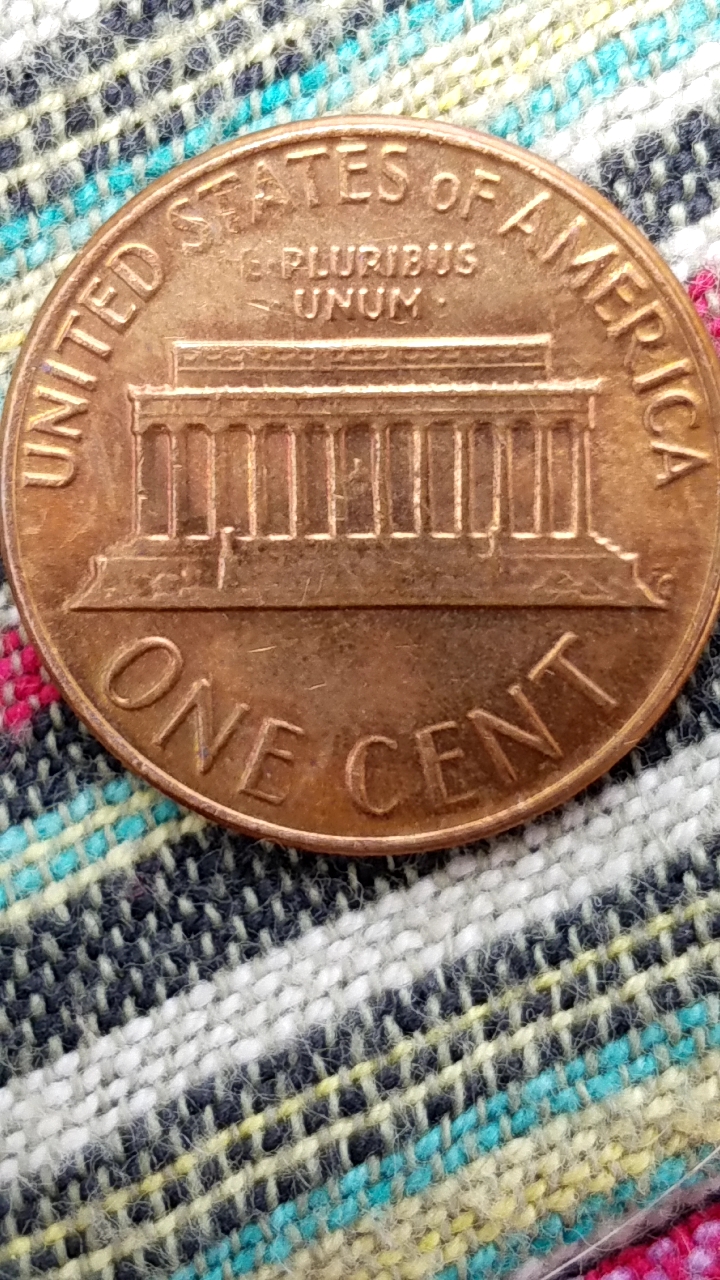 UNITED STATES OF AMERICA
E PLURIBUS
UNUM ·
ONE CENT